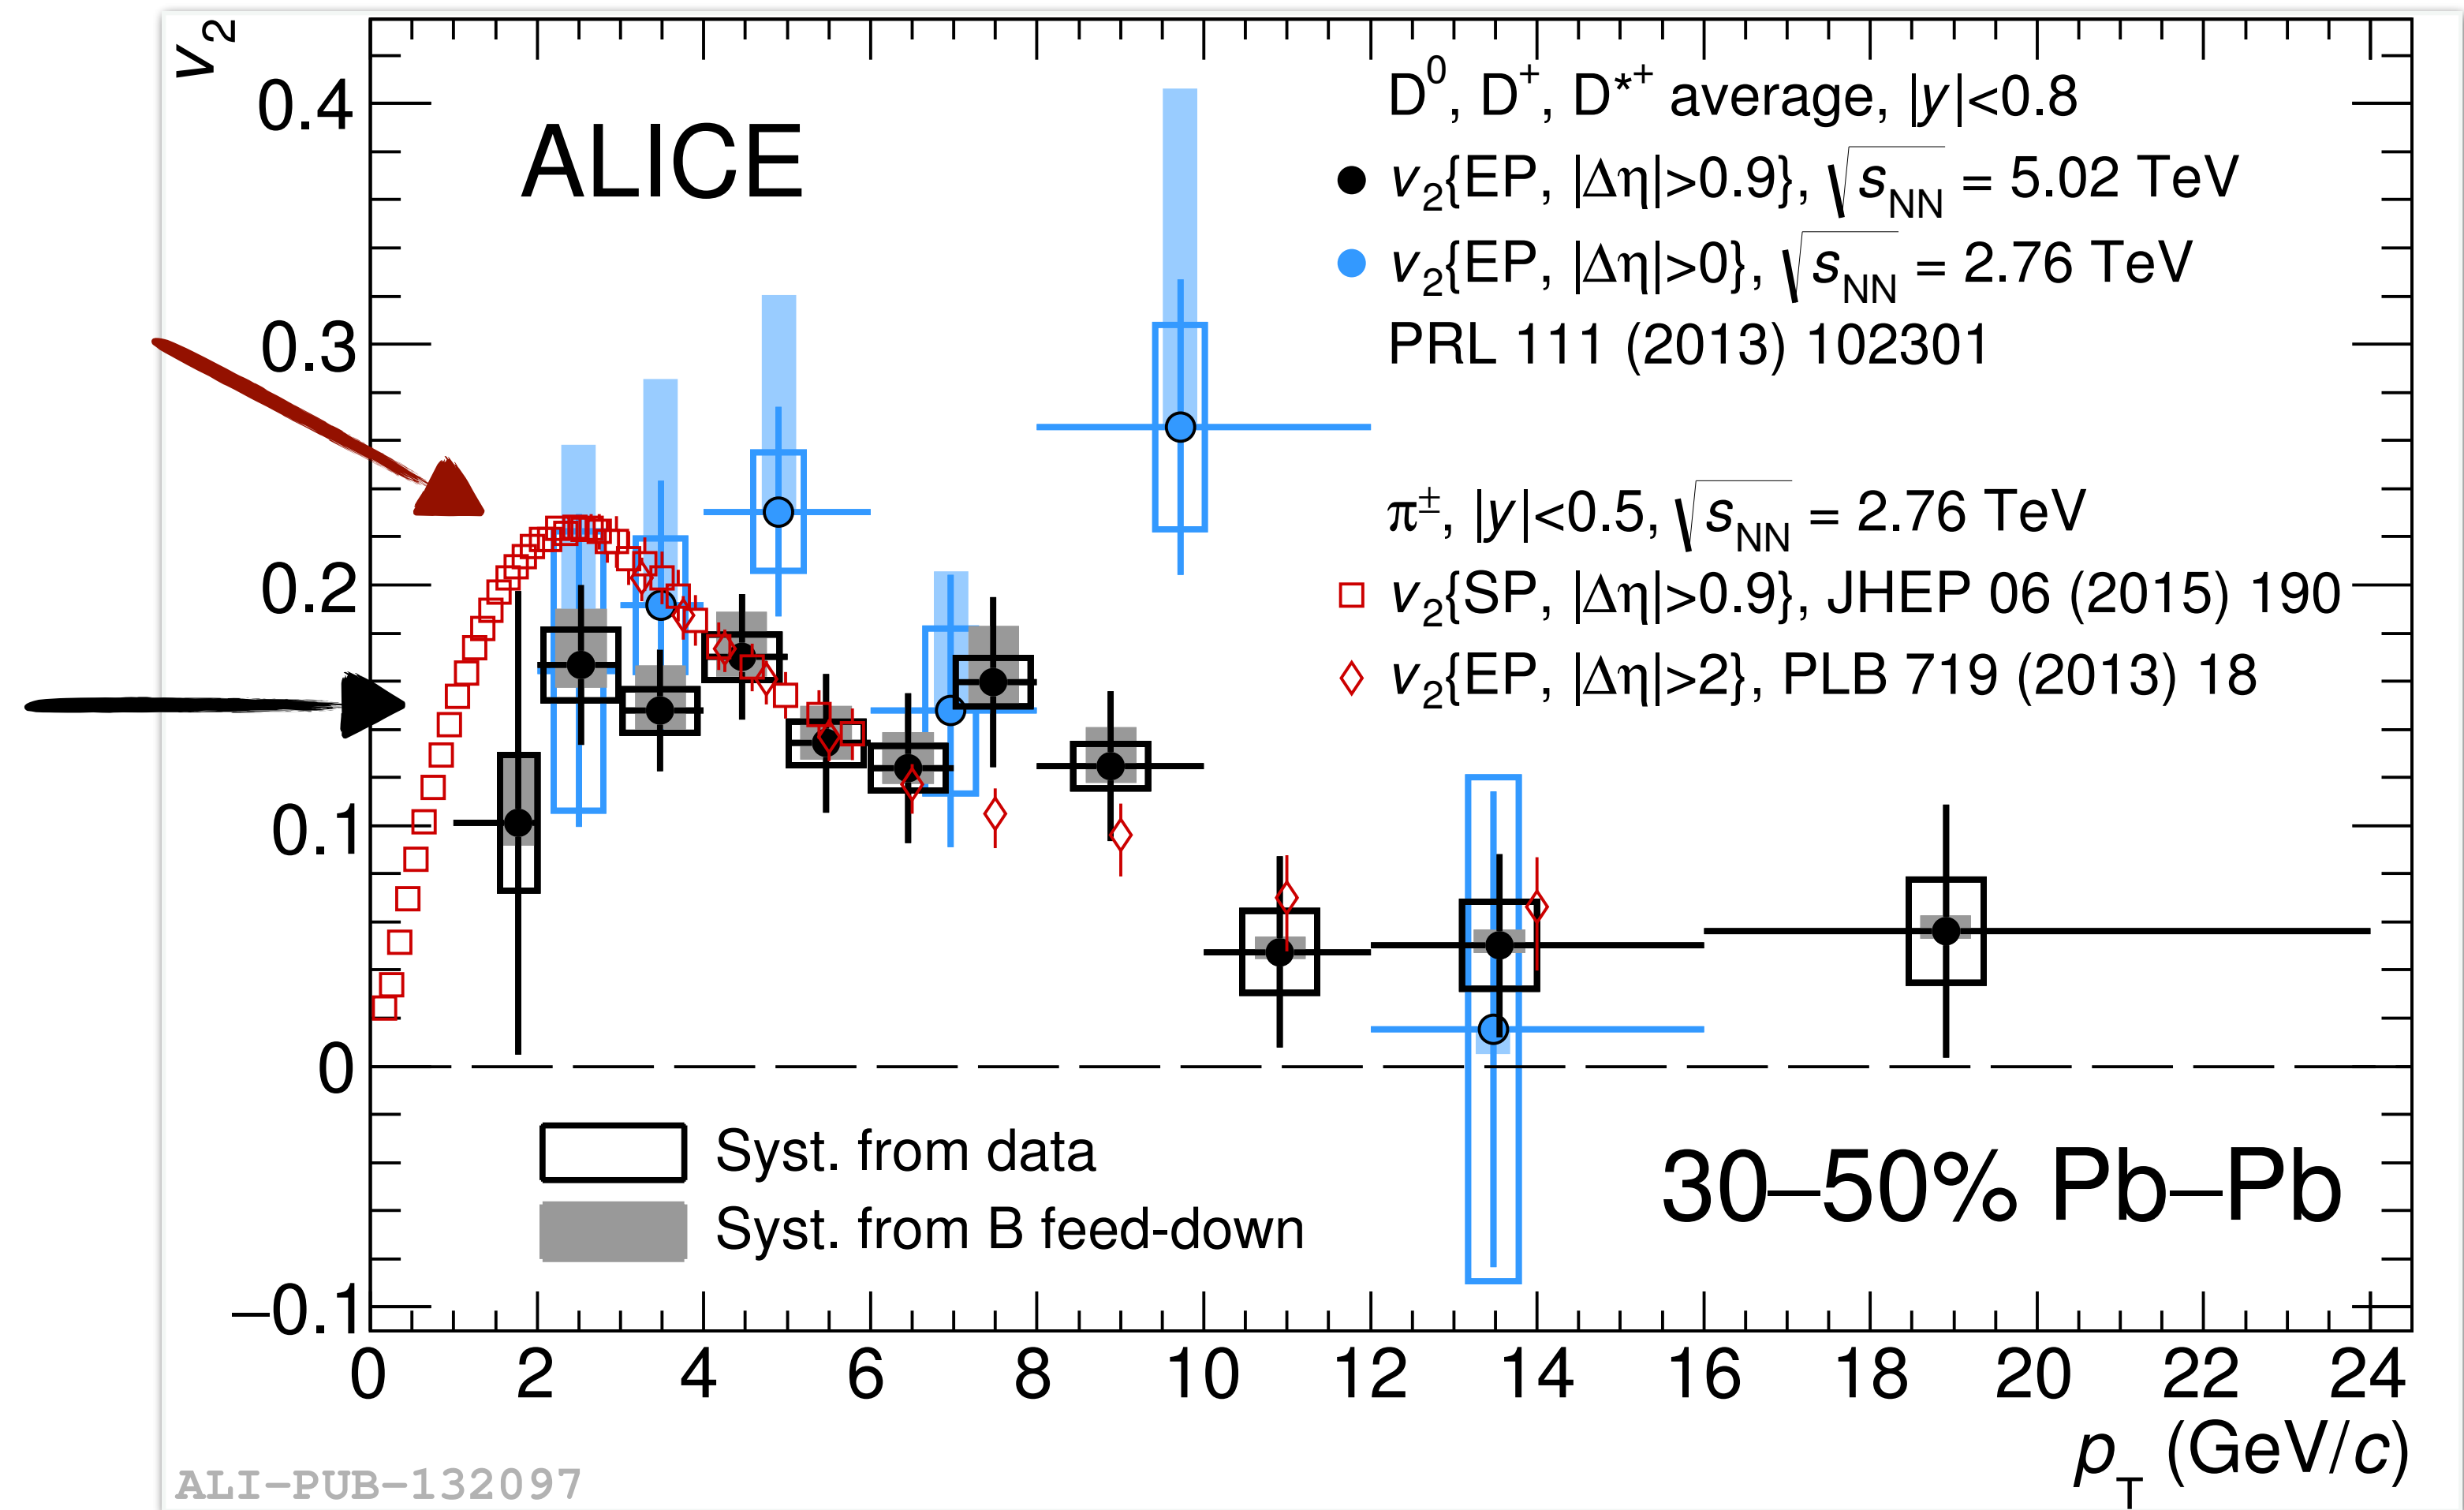 v₂
0.4
0.3
0.2
0.1
0
−0.1
ALICE
D⁰, D⁺, D*⁺ average, |y|<0.8
v₂{EP, |Δη|>0.9}, √s_NN = 5.02 TeV
v₂{EP, |Δη|>0}, √s_NN = 2.76 TeV
PRL 111 (2013) 102301
π±, |y|<0.5, √s_NN = 2.76 TeV
v₂{SP, |Δη|>0.9}, JHEP 06 (2015) 190
v₂{EP, |Δη|>2}, PLB 719 (2013) 18
Syst. from data
Syst. from B feed-down
30–50% Pb–Pb
0 2 4 6 8 10 12 14 16 18 20 22 24
p_T (GeV/c)
ALI−PUB−132097